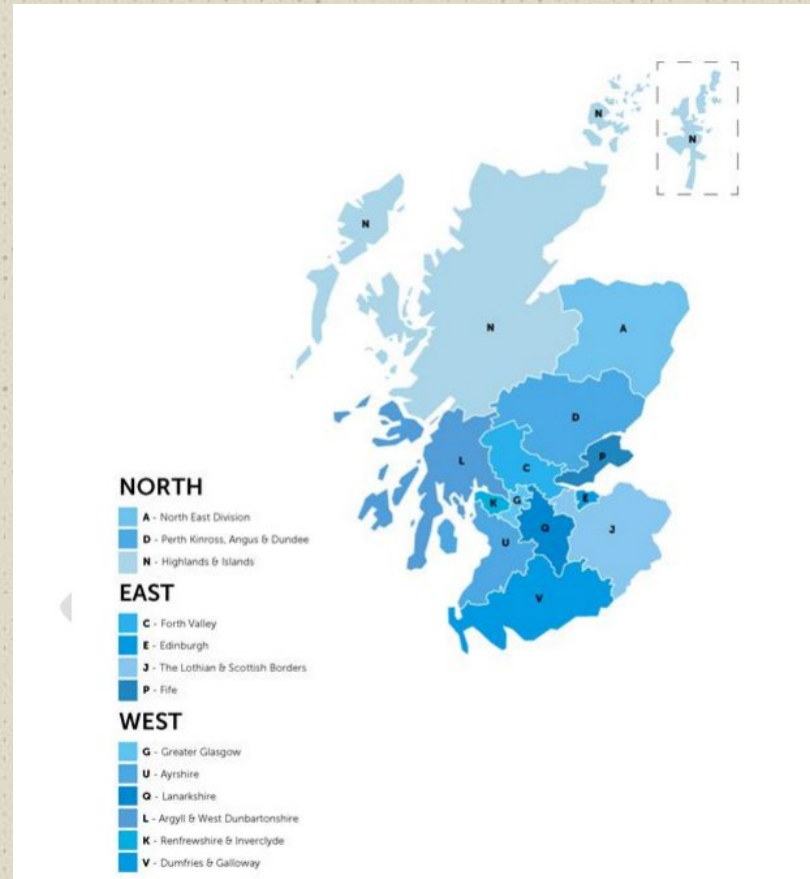 N
N
N
N
A
D
P
L
C
K
G
E
Q
J
U
V
NORTH
A - North East Division
D - Perth Kinross, Angus & Dundee
N - Highlands & Islands
EAST
C - Forth Valley
E - Edinburgh
J - The Lothian & Scottish Borders
P - Fife
WEST
G - Greater Glasgow
U - Ayrshire
Q - Lanarkshire
L - Argyll & West Dunbartonshire
K - Renfrewshire & Inverclyde
V - Dumfries & Galloway